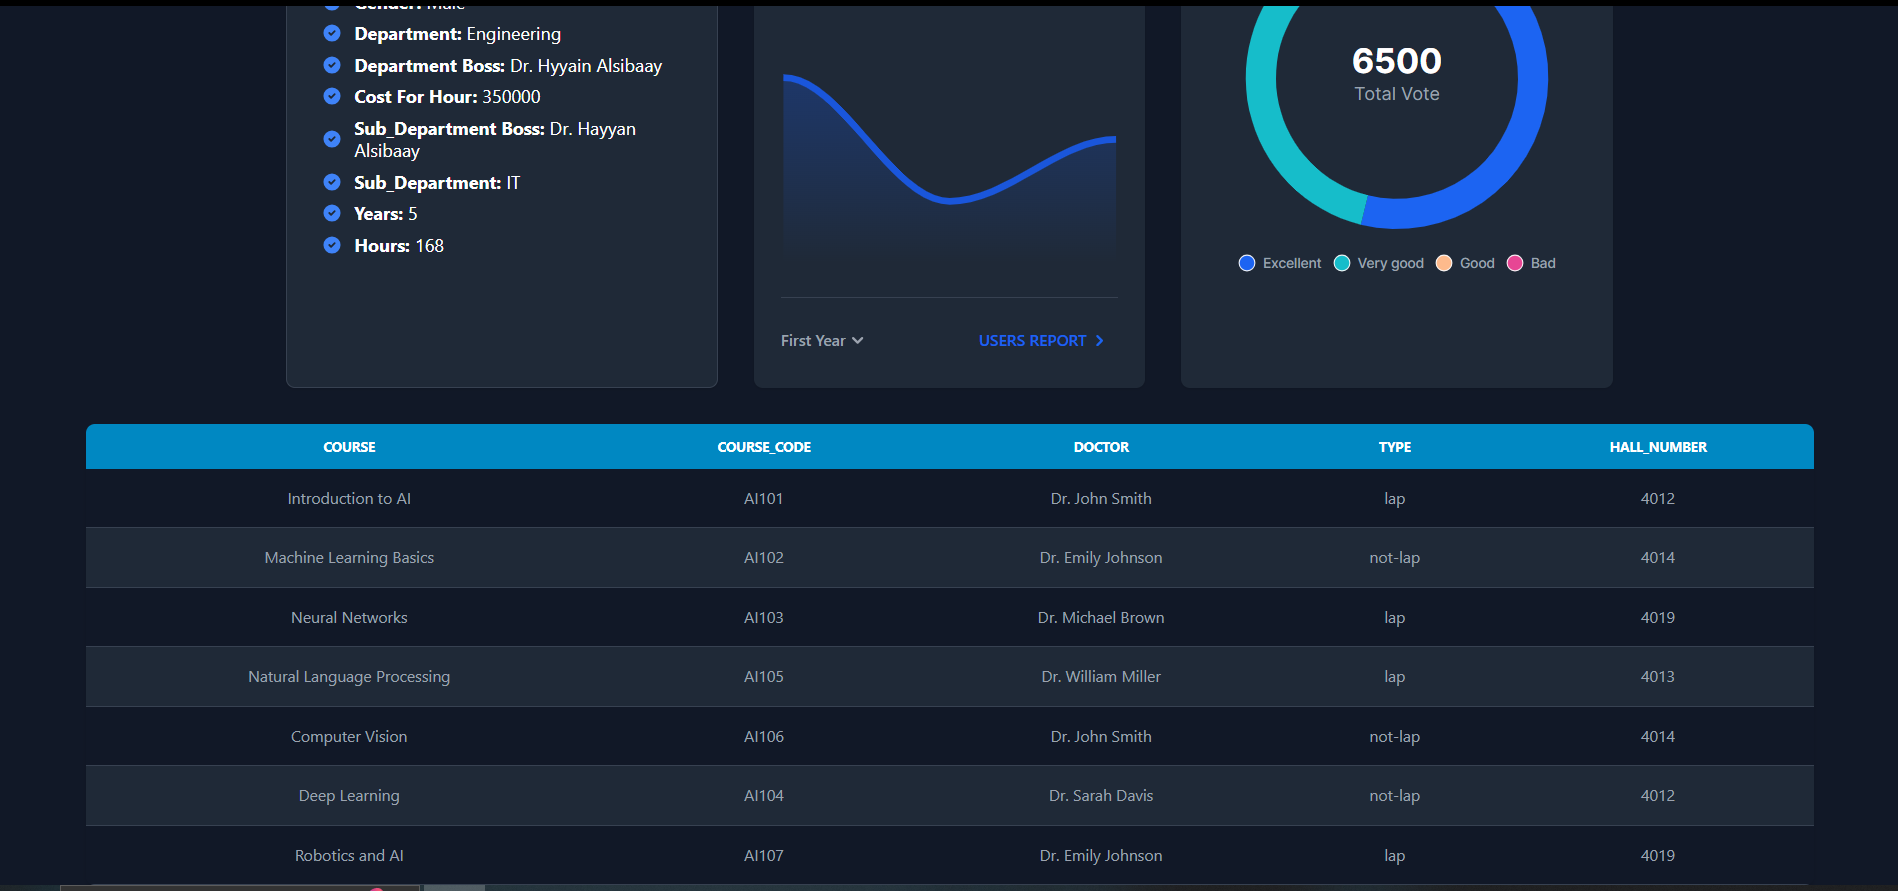 Gender: Male
Department: Engineering
Department Boss: Dr. Hyyain Alsibaay
Cost For Hour: 350000
Sub_Department Boss: Dr. Hayyan
Alsibaay
Sub_Department: IT
Years: 5
Hours: 168
First Year
USERS REPORT
6500
Total Vote
Excellent Very good Good Bad
COURSE COURSE_CODE DOCTOR TYPE HALL_NUMBER
Introduction to AI AI101 Dr. John Smith lap 4012
Machine Learning Basics AI102 Dr. Emily Johnson not-lap 4014
Neural Networks AI103 Dr. Michael Brown lap 4019
Natural Language Processing AI105 Dr. William Miller lap 4013
Computer Vision AI106 Dr. John Smith not-lap 4014
Deep Learning AI104 Dr. Sarah Davis not-lap 4012
Robotics and AI AI107 Dr. Emily Johnson lap 4019